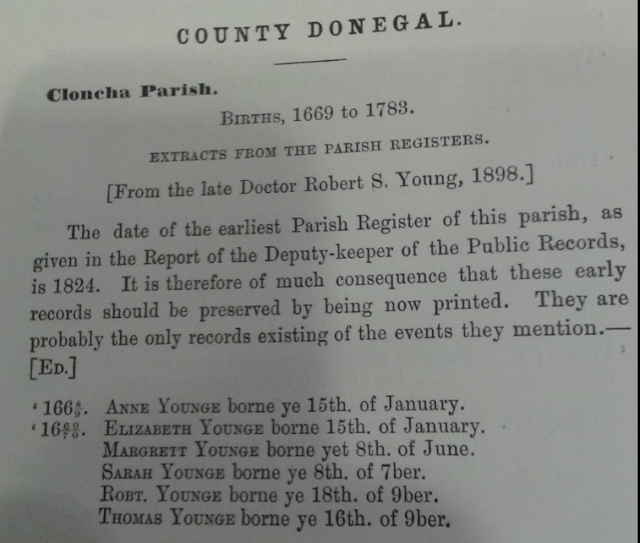 COUNTY DONEGAL.
Cloncha Parish.
BIRTHS, 1669 to 1783.
EXTRACTS FROM THE PARISH REGISTERS.
[From the late Doctor Robert S. Young, 1898.]
The date of the earliest Parish Register of this parish, as
given in the Report of the Deputy-keeper of the Public Records,
is 1824. It is therefore of much consequence that these early
records should be preserved by being now printed. They are
probably the only records existing of the events they mention.—
[ED.]
‘166 8/9. ANNE YOUNGE borne ye 15th. of January.
‘16 69/70. ELIZABETH YOUNGE borne 15th. of January.
MARGRETT YOUNGE borne yet 8th. of June.
SARAH YOUNGE borne ye 8th. of 7ber.
ROBT. YOUNGE borne ye 18th. of 9ber.
THOMAS YOUNGE borne ye 16th. of 9ber.